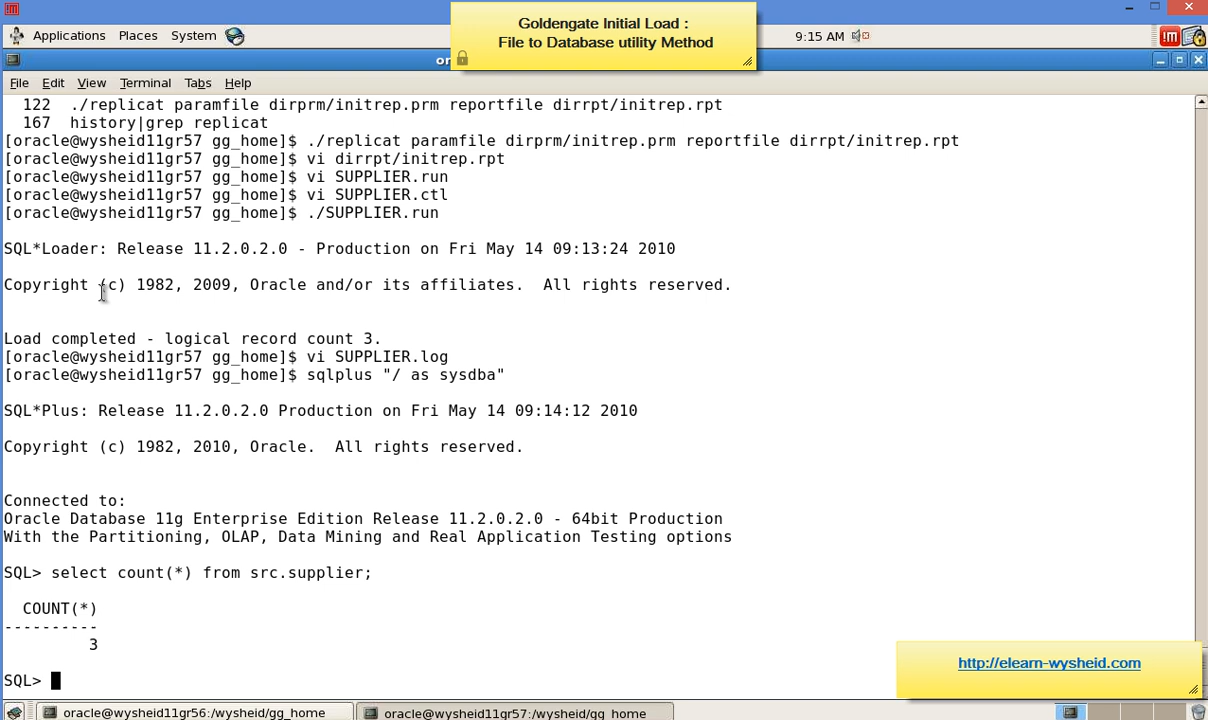 Goldengate Initial Load :
File to Database utility Method
Applications Places System 9:15 AM
or
File Edit View Terminal Tabs Help
122 ./replicat paramfile dirprm/initrep.prm reportfile dirrpt/initrep.rpt
167 history|grep replicat
[oracle@wysheid11gr57 gg_home]$ ./replicat paramfile dirprm/initrep.prm reportfile dirrpt/initrep.rpt
[oracle@wysheid11gr57 gg_home]$ vi dirrpt/initrep.rpt
[oracle@wysheid11gr57 gg_home]$ vi SUPPLIER.run
[oracle@wysheid11gr57 gg_home]$ vi SUPPLIER.ctl
[oracle@wysheid11gr57 gg_home]$ ./SUPPLIER.run
SQL*Loader: Release 11.2.0.2.0 - Production on Fri May 14 09:13:24 2010
Copyright (c) 1982, 2009, Oracle and/or its affiliates.  All rights reserved.
Load completed - logical record count 3.
[oracle@wysheid11gr57 gg_home]$ vi SUPPLIER.log
[oracle@wysheid11gr57 gg_home]$ sqlplus "/ as sysdba"
SQL*Plus: Release 11.2.0.2.0 Production on Fri May 14 09:14:12 2010
Copyright (c) 1982, 2010, Oracle.  All rights reserved.
Connected to:
Oracle Database 11g Enterprise Edition Release 11.2.0.2.0 - 64bit Production
With the Partitioning, OLAP, Data Mining and Real Application Testing options
SQL> select count(*) from src.supplier;
COUNT(*)
----------
3
SQL>
http://elearn-wysheid.com
oracle@wysheid11gr56:/wysheid/gg_home oracle@wysheid11gr57:/wysheid/gg_home